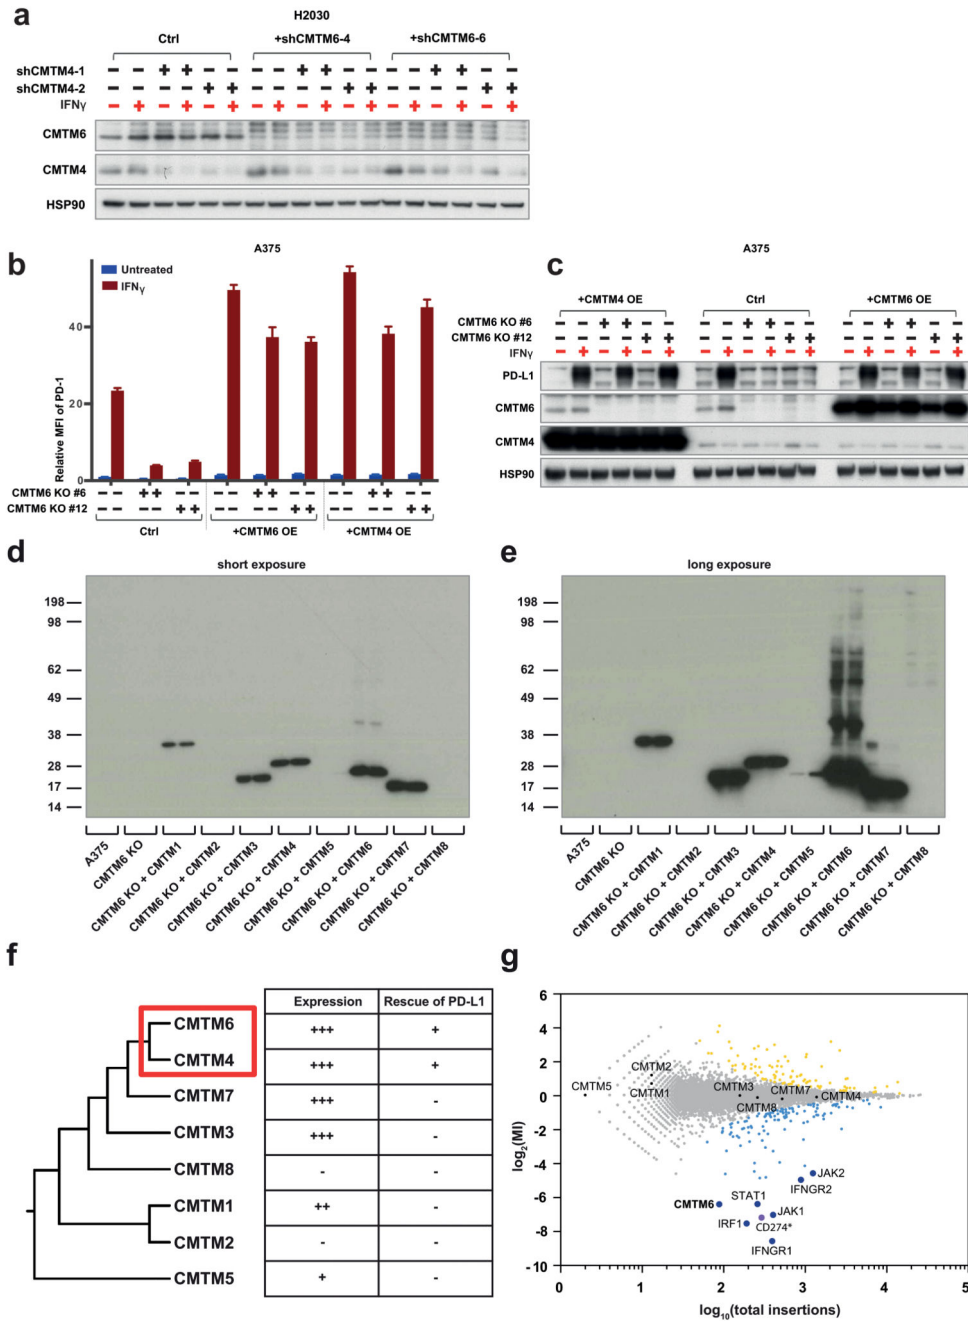 a
H2030
Ctrl
+shCMTM6-4
+shCMTM6-6
shCMTM4-1 − − + + − − − − + + − − − − + + − −
shCMTM4-2 − − − − + + − − − − + + − − − − + +
IFNγ − + − + − + − + − + − + − + − + − +
CMTM6
CMTM4
HSP90
b
A375
Untreated
IFNγ
Relative MFI of PD-1
40
20
0
CMTM6 KO #6 − − + + − − − − + + − − − − + + − −
CMTM6 KO #12 − − − − + + − − − − + + − − − − + +
Ctrl
+CMTM6 OE
+CMTM4 OE
c
A375
+CMTM4 OE
Ctrl
+CMTM6 OE
CMTM6 KO #6 − − + + − − − − + + − − − − + + − −
CMTM6 KO #12 − − − − + + − − − − + + − − − − + +
IFNγ − + − + − + − + − + − + − + − + − +
PD-L1
CMTM6
CMTM4
HSP90
d
short exposure
198
98
62
49
38
28
17
14
A375
CMTM6 KO
CMTM6 KO + CMTM1
CMTM6 KO + CMTM2
CMTM6 KO + CMTM3
CMTM6 KO + CMTM4
CMTM6 KO + CMTM5
CMTM6 KO + CMTM6
CMTM6 KO + CMTM7
CMTM6 KO + CMTM8
e
long exposure
198
98
62
49
38
28
17
14
A375
CMTM6 KO
CMTM6 KO + CMTM1
CMTM6 KO + CMTM2
CMTM6 KO + CMTM3
CMTM6 KO + CMTM4
CMTM6 KO + CMTM5
CMTM6 KO + CMTM6
CMTM6 KO + CMTM7
CMTM6 KO + CMTM8
f
Expression Rescue of PD-L1
CMTM6 +++ +
CMTM4 +++ +
CMTM7 +++ -
CMTM3 +++ -
CMTM8 - -
CMTM1 ++ -
CMTM2 - -
CMTM5 + -
g
log2(MI)
6
4
2
0
-2
-4
-6
-8
-10
CMTM5
CMTM2
CMTM1
CMTM3
CMTM8
CMTM7
CMTM4
JAK2
IFNGR2
CMTM6
STAT1
JAK1
IRF1
CD274*
IFNGR1
0 1 2 3 4 5
log10(total insertions)